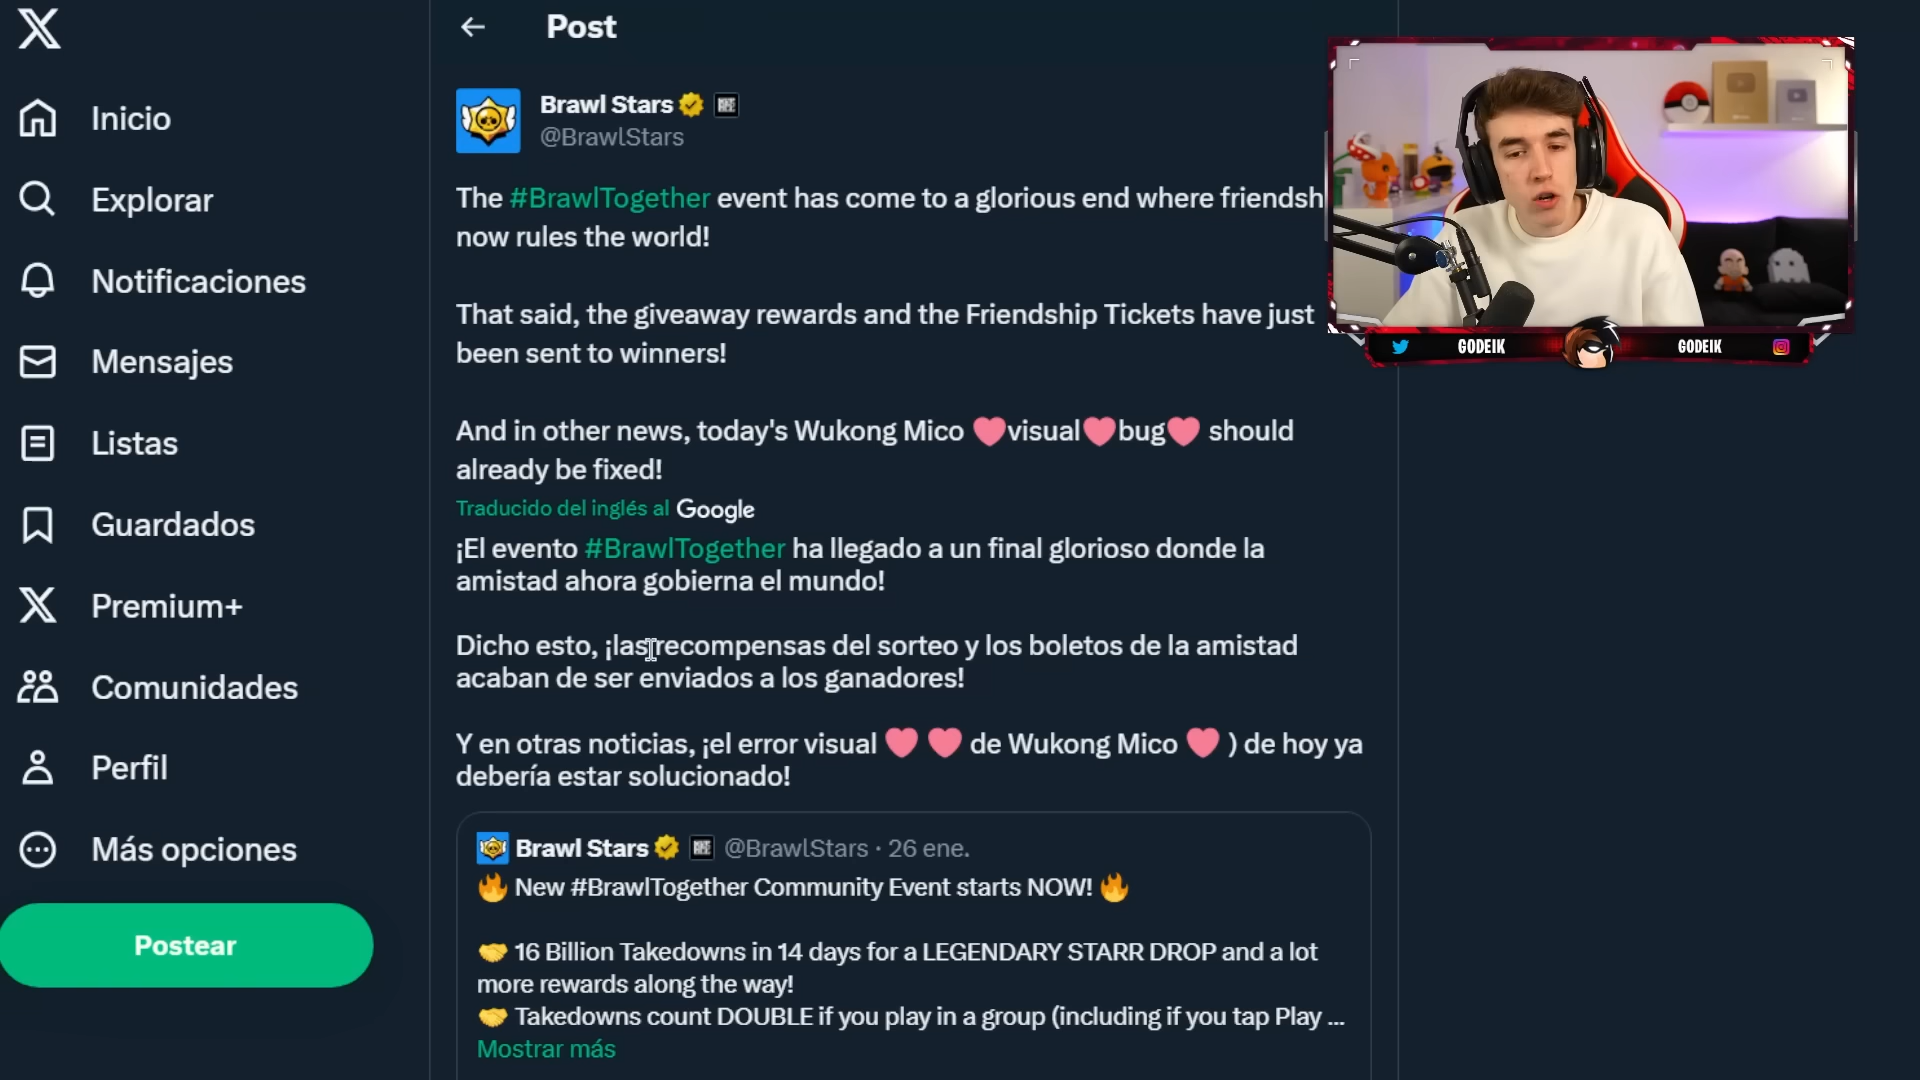 Post
Inicio
Explorar
Notificaciones
Mensajes
Listas
Guardados
Premium+
Comunidades
Perfil
Más opciones
Postear
Brawl Stars
@BrawlStars
The #BrawlTogether event has come to a glorious end where friendsh
now rules the world!
That said, the giveaway rewards and the Friendship Tickets have just
been sent to winners!
And in other news, today's Wukong Mico 🩷visual🩷bug🩷 should
already be fixed!
Traducido del inglés al Google
¡El evento #BrawlTogether ha llegado a un final glorioso donde la
amistad ahora gobierna el mundo!
Dicho esto, ¡las recompensas del sorteo y los boletos de la amistad
acaban de ser enviados a los ganadores!
Y en otras noticias, ¡el error visual 🩷 🩷 de Wukong Mico 🩷 ) de hoy ya
debería estar solucionado!
Brawl Stars @BrawlStars · 26 ene.
🔥 New #BrawlTogether Community Event starts NOW! 🔥
🤝 16 Billion Takedowns in 14 days for a LEGENDARY STARR DROP and a lot
more rewards along the way!
🤝 Takedowns count DOUBLE if you play in a group (including if you tap Play ...
Mostrar más
GODEIK GODEIK